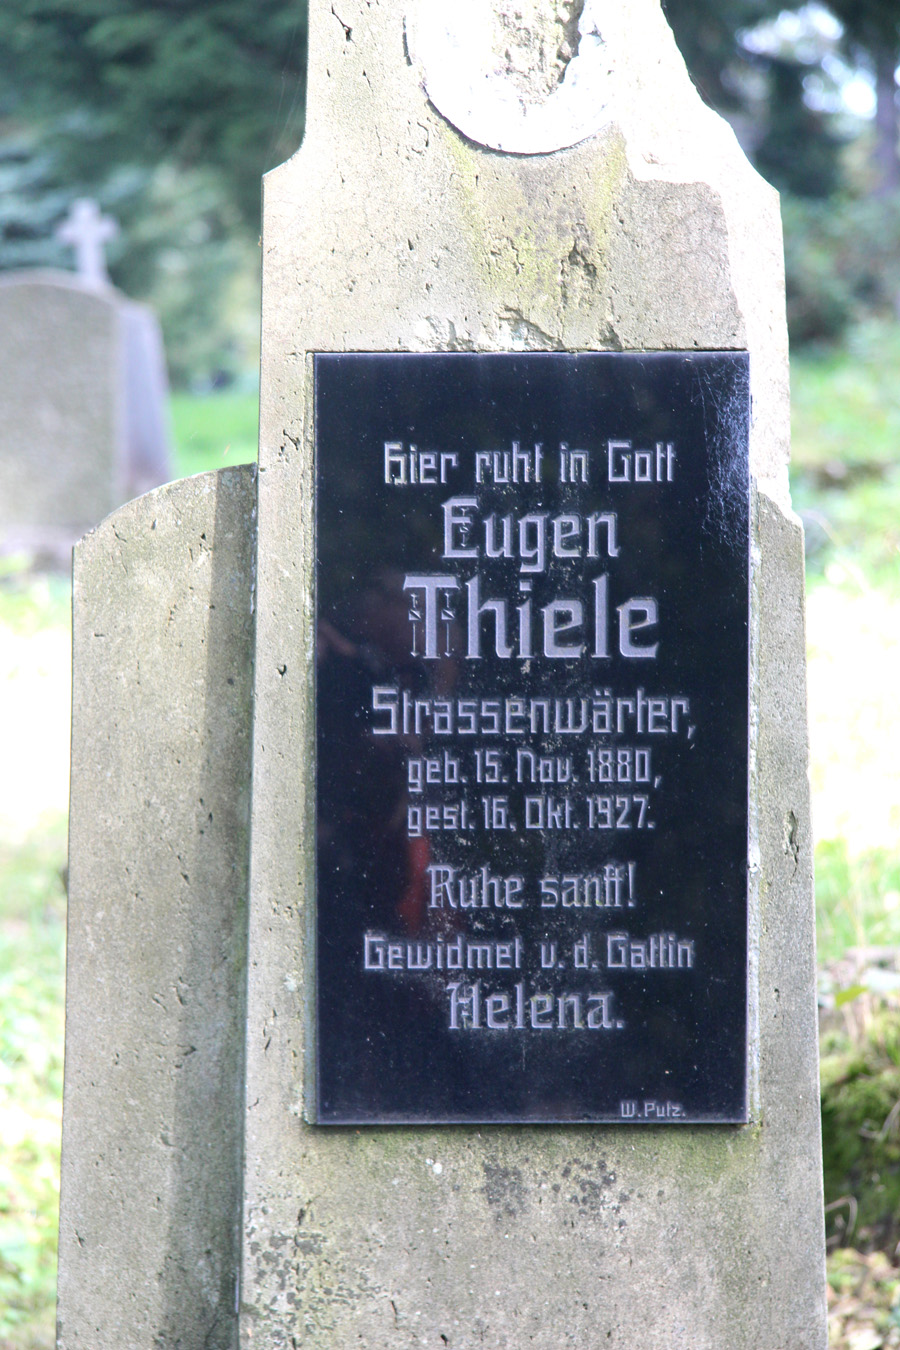 Hier ruht in Gott
Eugen
Thiele
Strassenwärter,
geb. 15. Nov. 1880,
gest. 16. Okt. 1927.
Ruhe sanft!
Gewidmet v. d. Gattin
Helena.
W. Pulz.